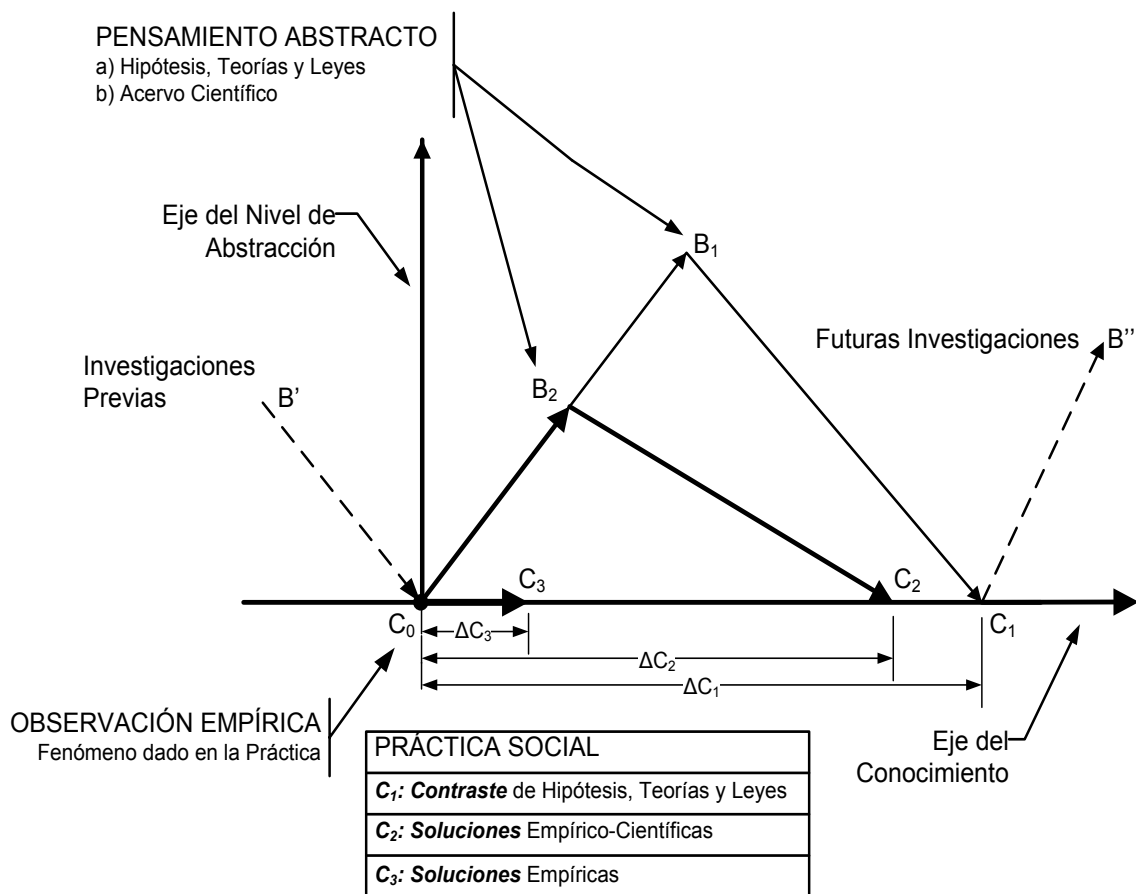 PENSAMIENTO ABSTRACTO
a) Hipótesis, Teorías y Leyes
b) Acervo Científico
Eje del Nivel de
Abstracción
B₁
Futuras Investigaciones
B''
Investigaciones
Previas
B'
B₂
C₃
C₂
C₀
C₁
ΔC₃
ΔC₂
ΔC₁
OBSERVACIÓN EMPÍRICA
Fenómeno dado en la Práctica
Eje del
Conocimiento
PRÁCTICA SOCIAL
C₁: Contraste de Hipótesis, Teorías y Leyes
C₂: Soluciones Empírico-Científicas
C₃: Soluciones Empíricas